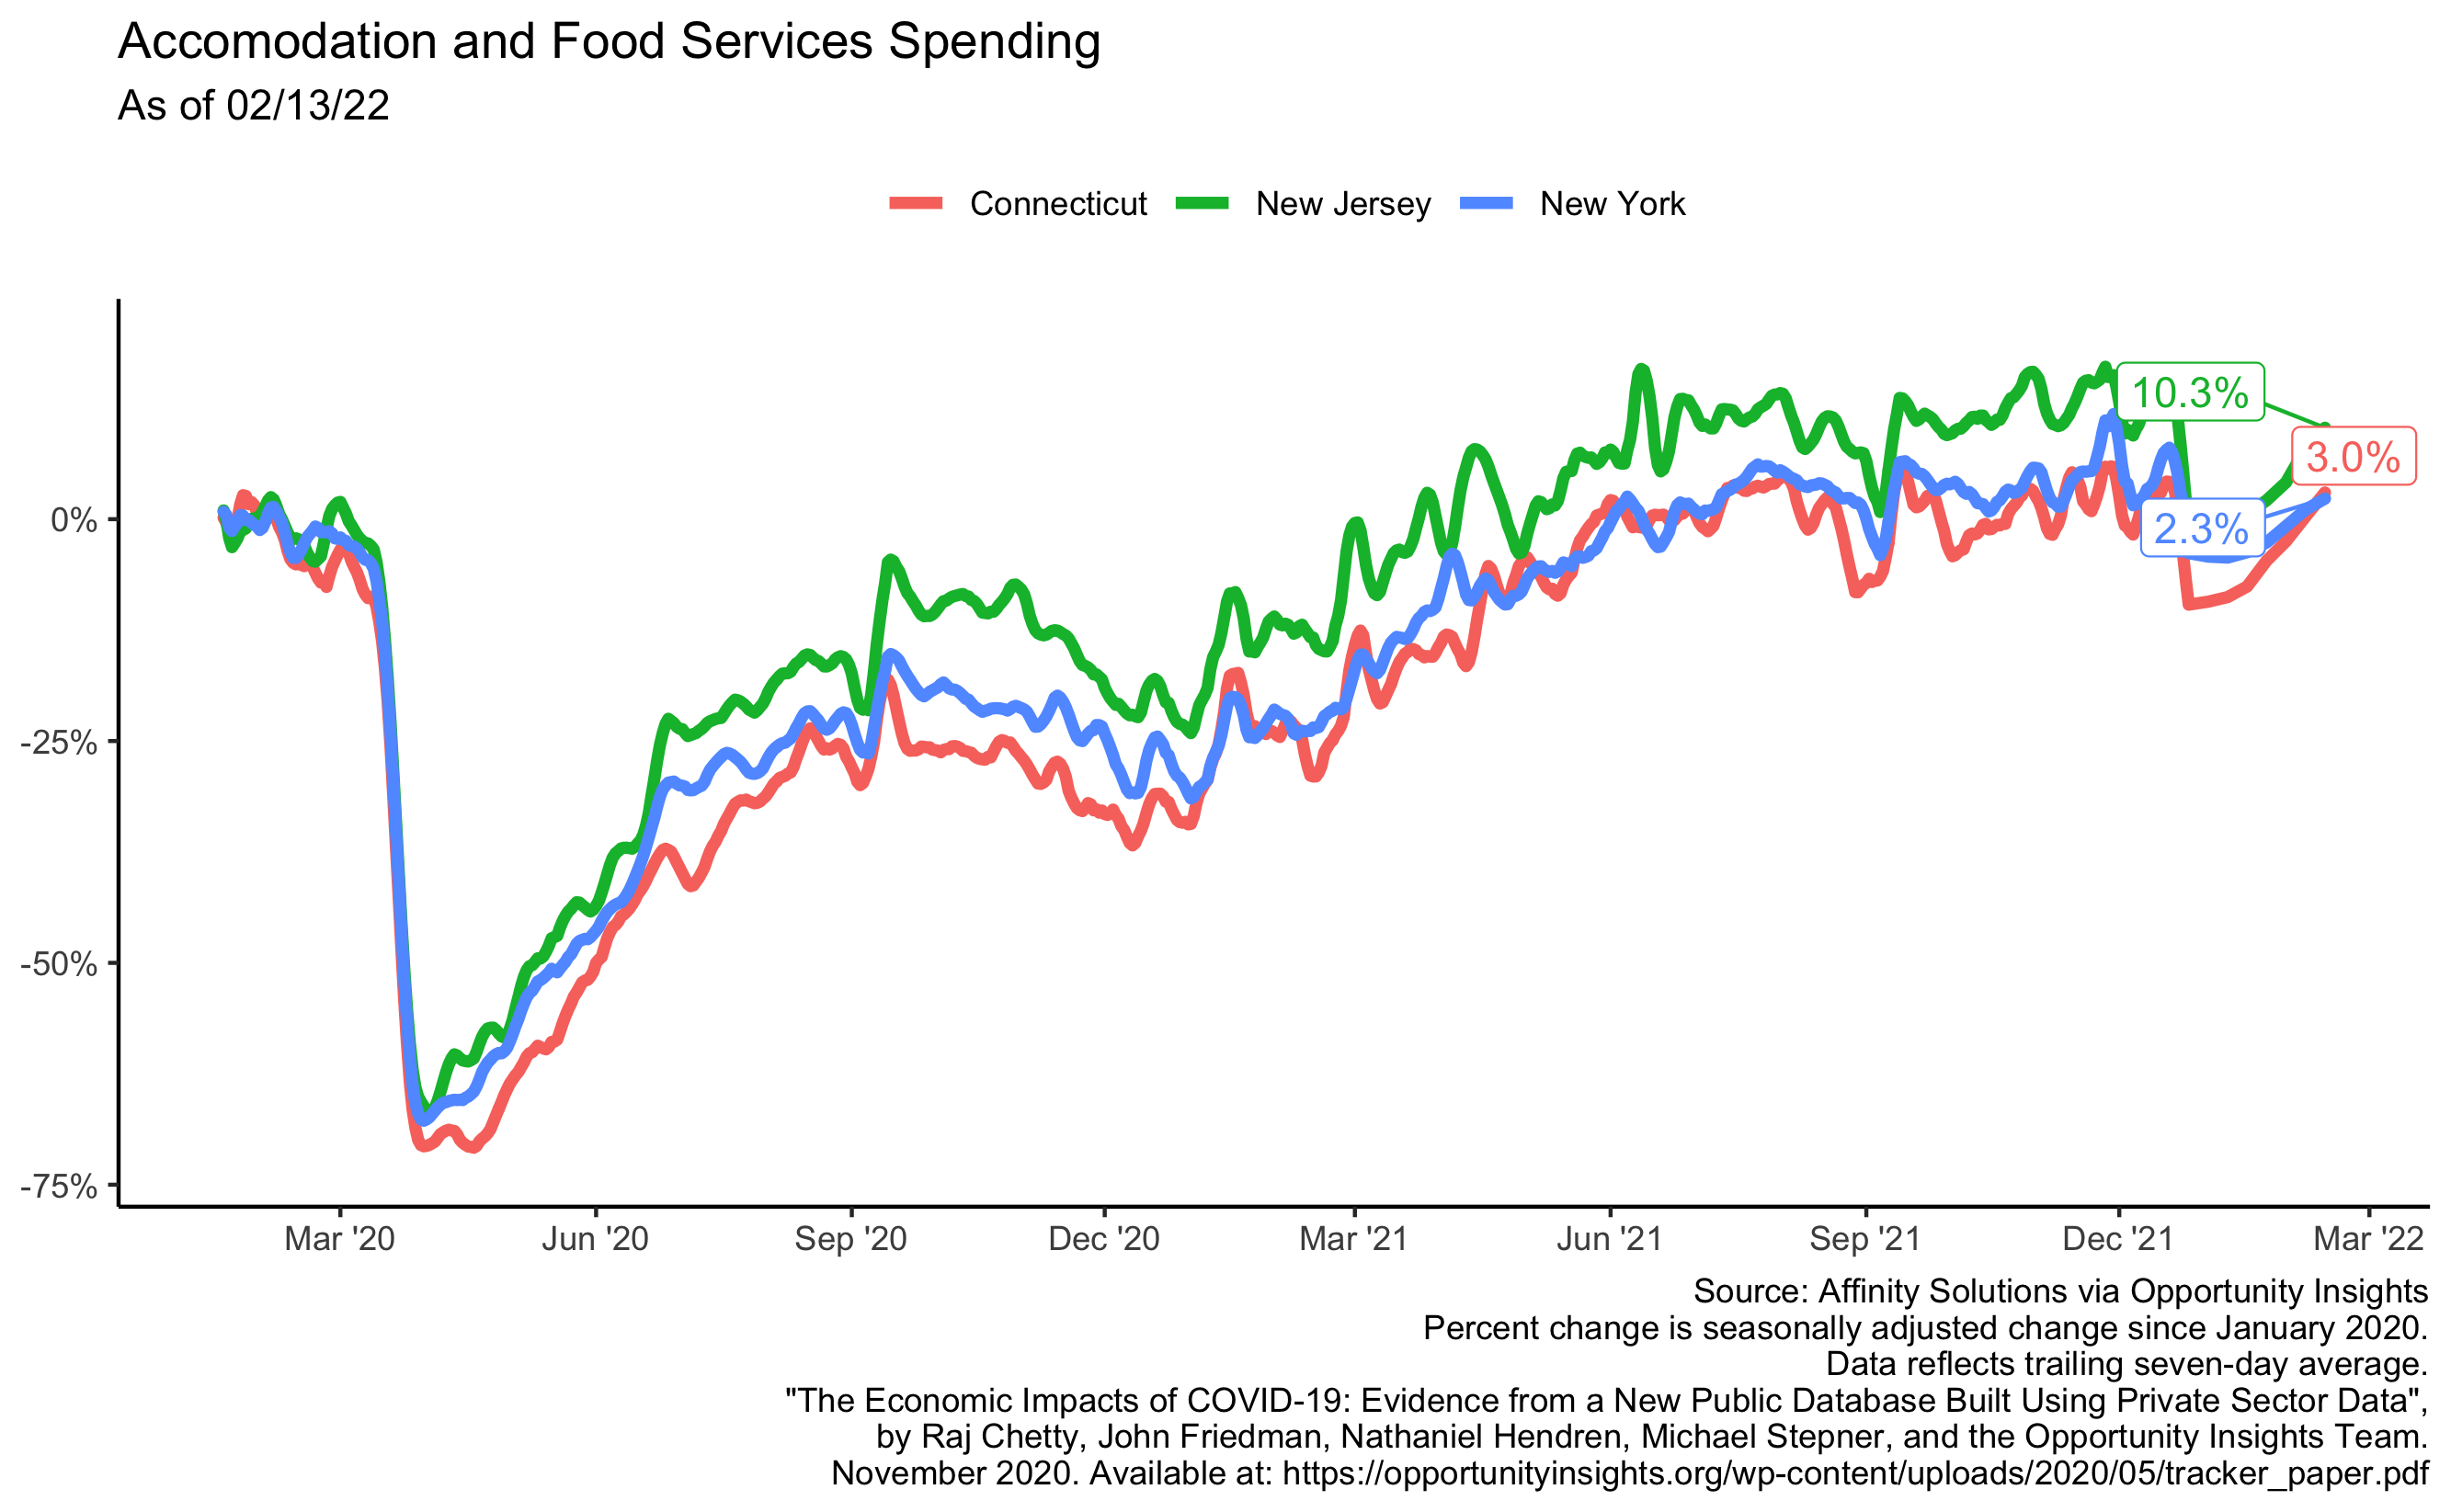 Accomodation and Food Services Spending
As of 02/13/22
Connecticut New Jersey New York
10.3%
3.0%
2.3%
0%
-25%
-50%
-75%
Mar '20 Jun '20 Sep '20 Dec '20 Mar '21 Jun '21 Sep '21 Dec '21 Mar '22
Source: Affinity Solutions via Opportunity Insights
Percent change is seasonally adjusted change since January 2020.
Data reflects trailing seven-day average.
"The Economic Impacts of COVID-19: Evidence from a New Public Database Built Using Private Sector Data",
by Raj Chetty, John Friedman, Nathaniel Hendren, Michael Stepner, and the Opportunity Insights Team.
November 2020. Available at: https://opportunityinsights.org/wp-content/uploads/2020/05/tracker_paper.pdf